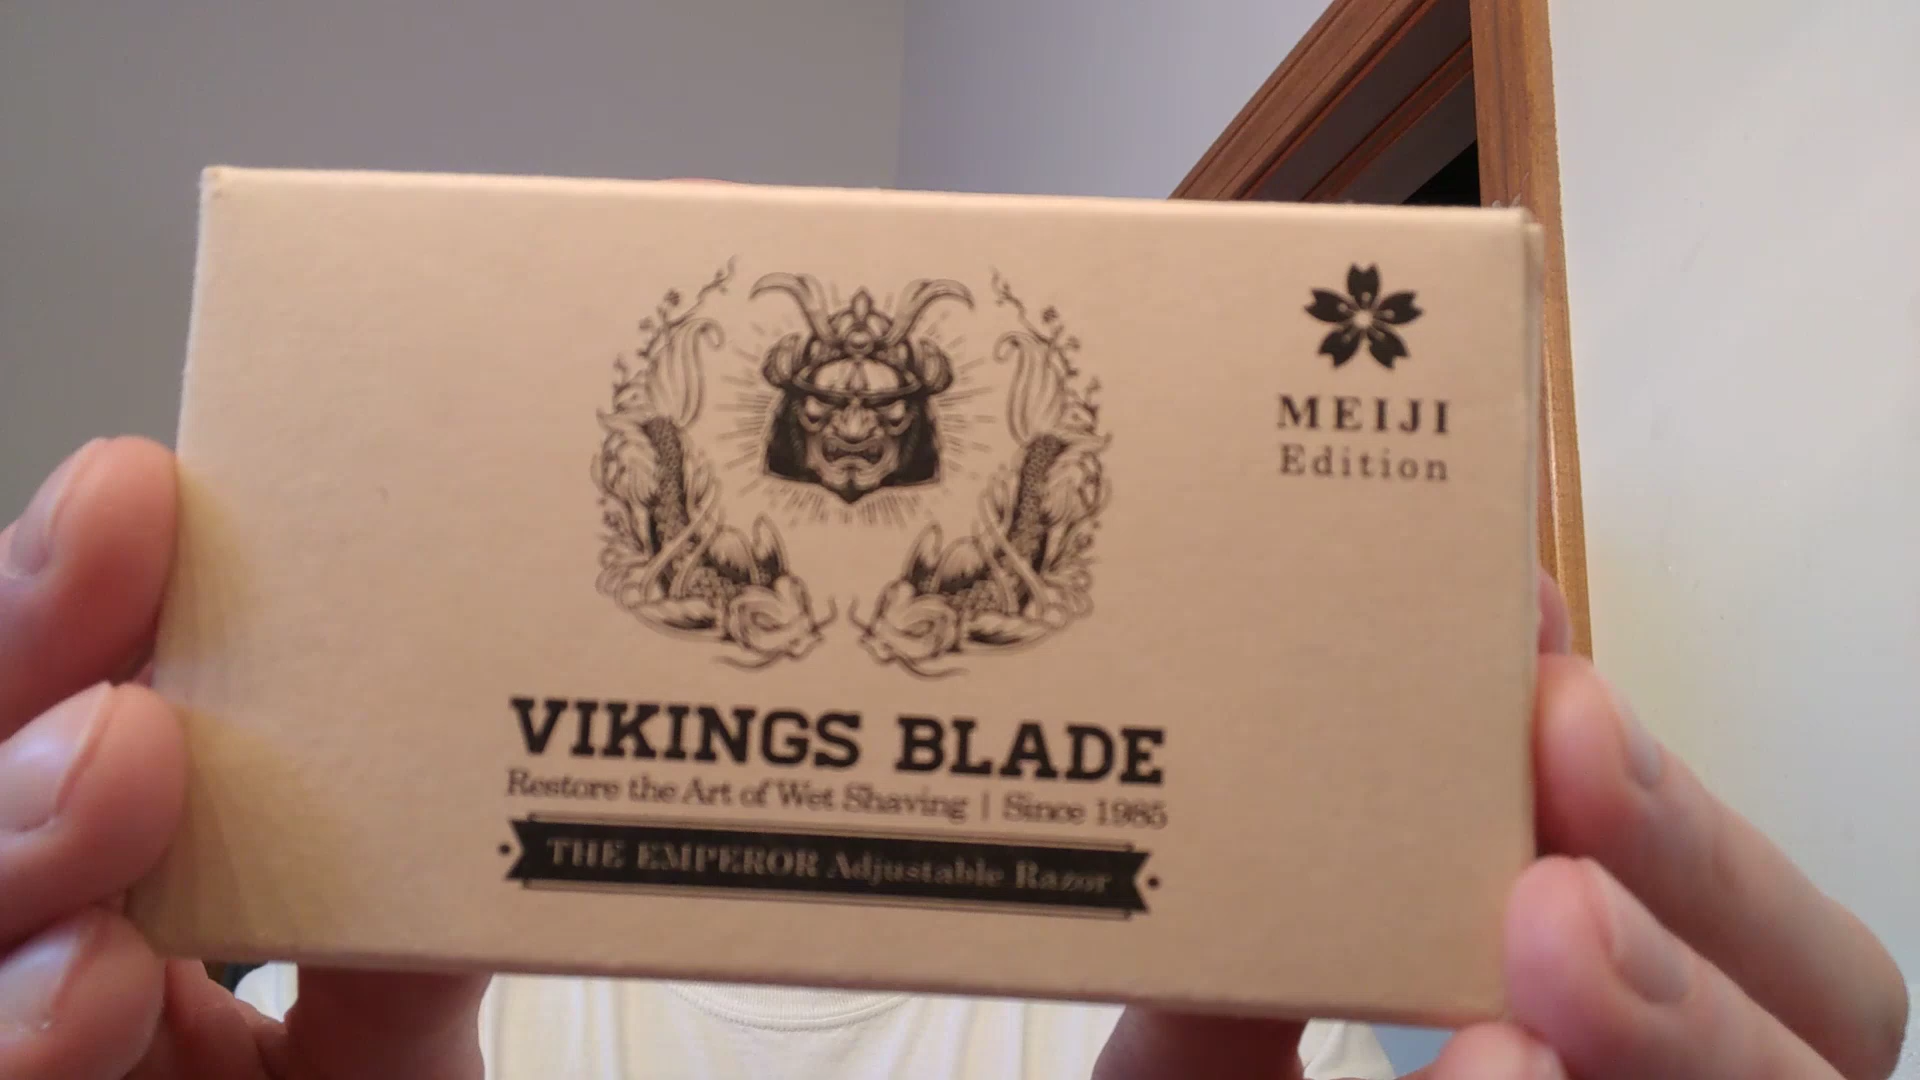 MEIJI
Edition
VIKINGS BLADE
Restore the Art of Wet Shaving | Since 1985
THE EMPEROR Adjustable Razor